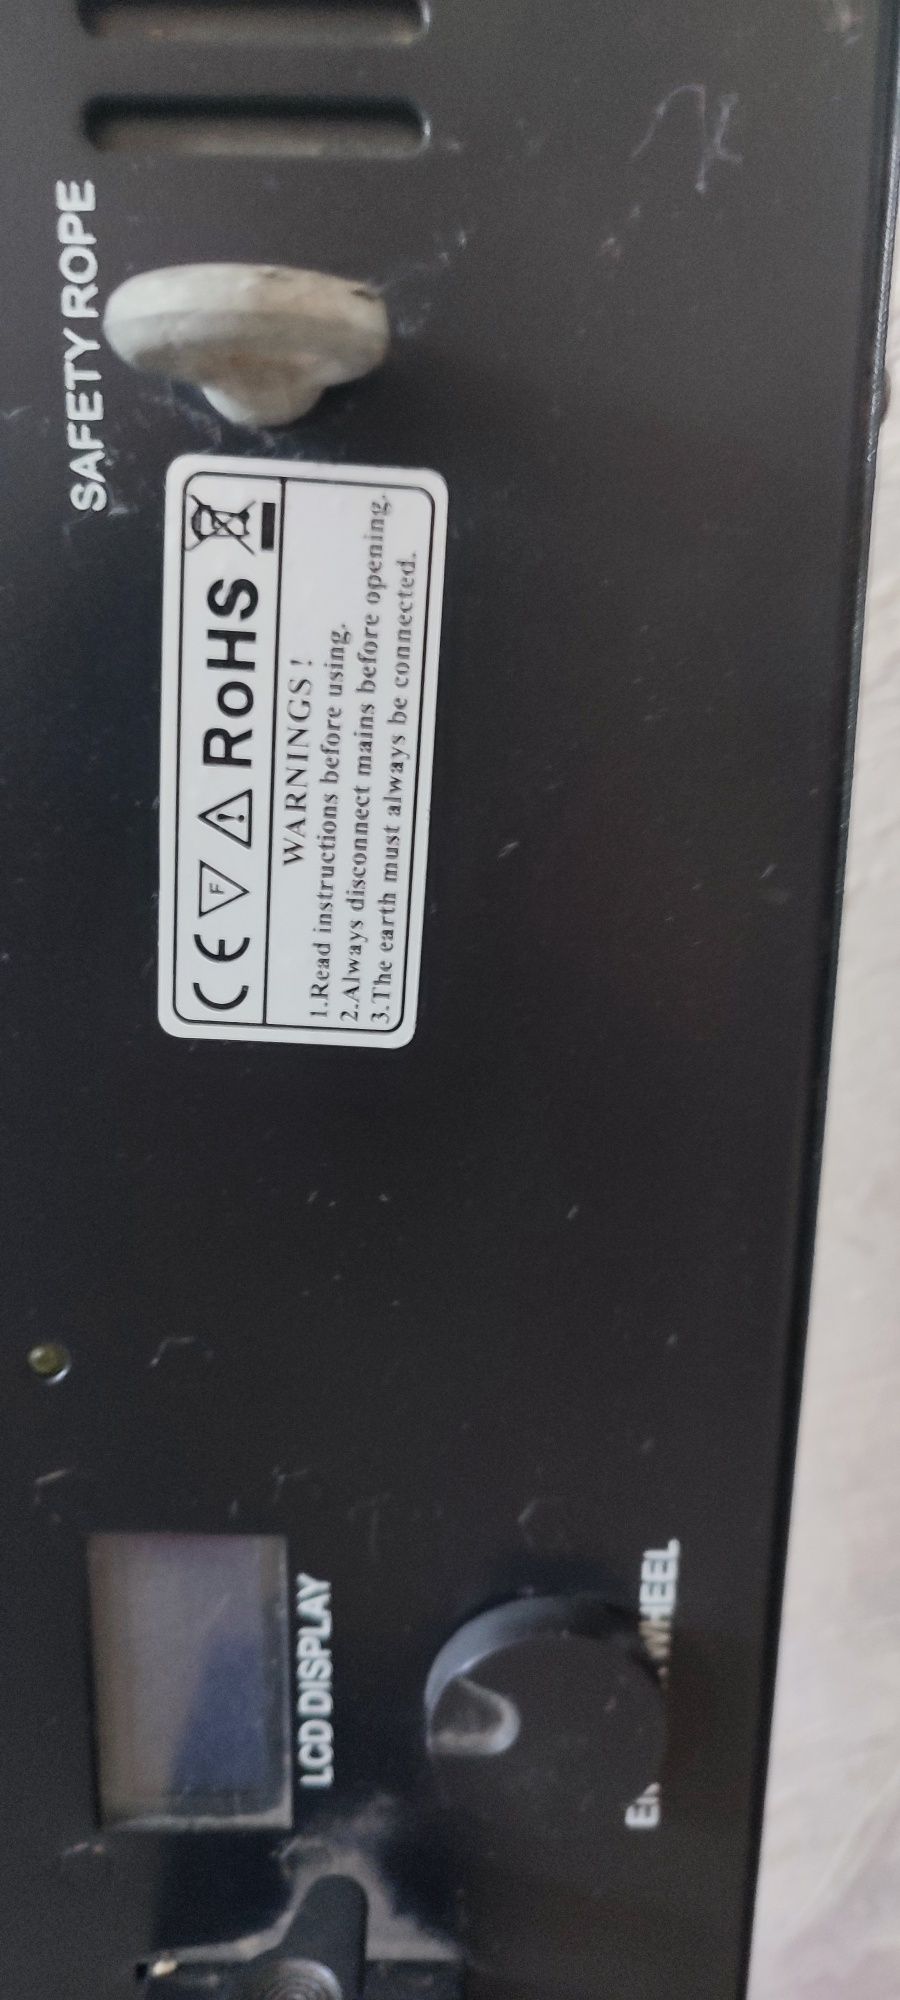 SAFETY ROPE
CE F ! RoHS
WARNINGS!
1.Read instructions before using.
2.Always disconnect mains before opening.
3.The earth must always be connected.
LCD DISPLAY
WHEEL